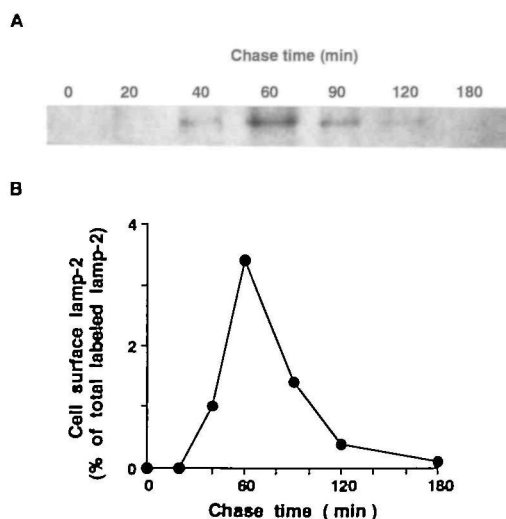 A
Chase time (min)
0 20 40 60 90 120 180
B
Cell surface lamp-2
(% of total labeled lamp-2)
4
2
0
0 60 120 180
Chase time (min)